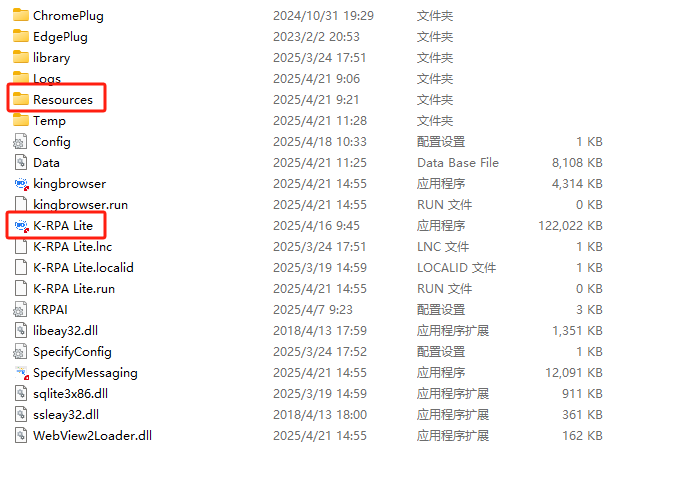 ChromePlug 2024/10/31 19:29 文件夹
EdgePlug 2023/2/2 20:53 文件夹
library 2025/3/24 17:51 文件夹
Logs 2025/4/21 9:06 文件夹
Resources 2025/4/21 9:21 文件夹
Temp 2025/4/21 11:28 文件夹
Config 2025/4/18 10:33 配置设置 1 KB
Data 2025/4/21 11:25 Data Base File 8,108 KB
kingbrowser 2025/4/21 14:55 应用程序 4,314 KB
kingbrowser.run 2025/4/21 14:55 RUN 文件 0 KB
K-RPA Lite 2025/4/16 9:45 应用程序 122,022 KB
K-RPA Lite.lnc 2025/3/24 17:51 LNC 文件 1 KB
K-RPA Lite.localid 2025/3/19 14:59 LOCALID 文件 1 KB
K-RPA Lite.run 2025/4/21 14:55 RUN 文件 0 KB
KRPAI 2025/4/7 9:23 配置设置 3 KB
libeay32.dll 2018/4/13 17:59 应用程序扩展 1,351 KB
SpecifyConfig 2025/3/24 17:52 配置设置 1 KB
SpecifyMessaging 2025/4/21 14:55 应用程序 12,091 KB
sqlite3x86.dll 2025/3/19 14:59 应用程序扩展 911 KB
ssleay32.dll 2018/4/13 18:00 应用程序扩展 361 KB
WebView2Loader.dll 2025/4/21 14:55 应用程序扩展 162 KB